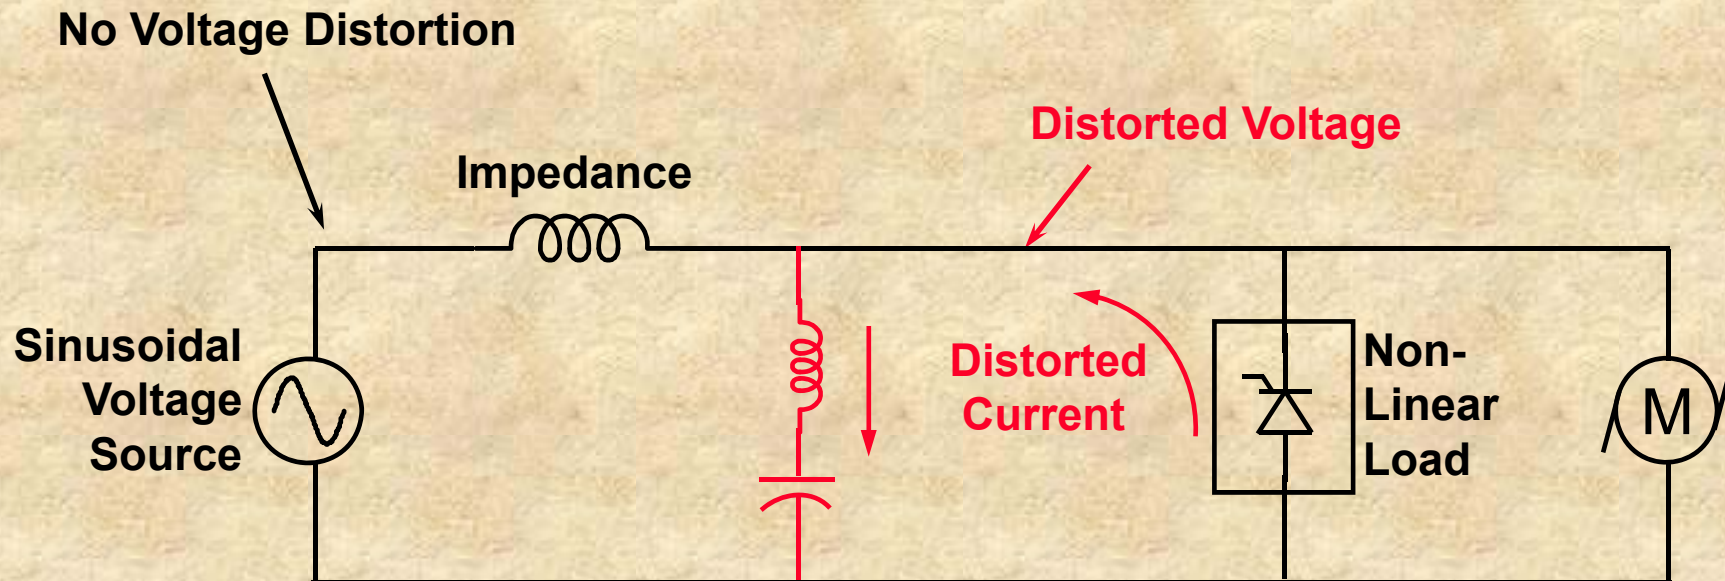 No Voltage Distortion
Distorted Voltage
Impedance
Sinusoidal
Voltage
Source
Distorted
Current
Non-
Linear
Load
M